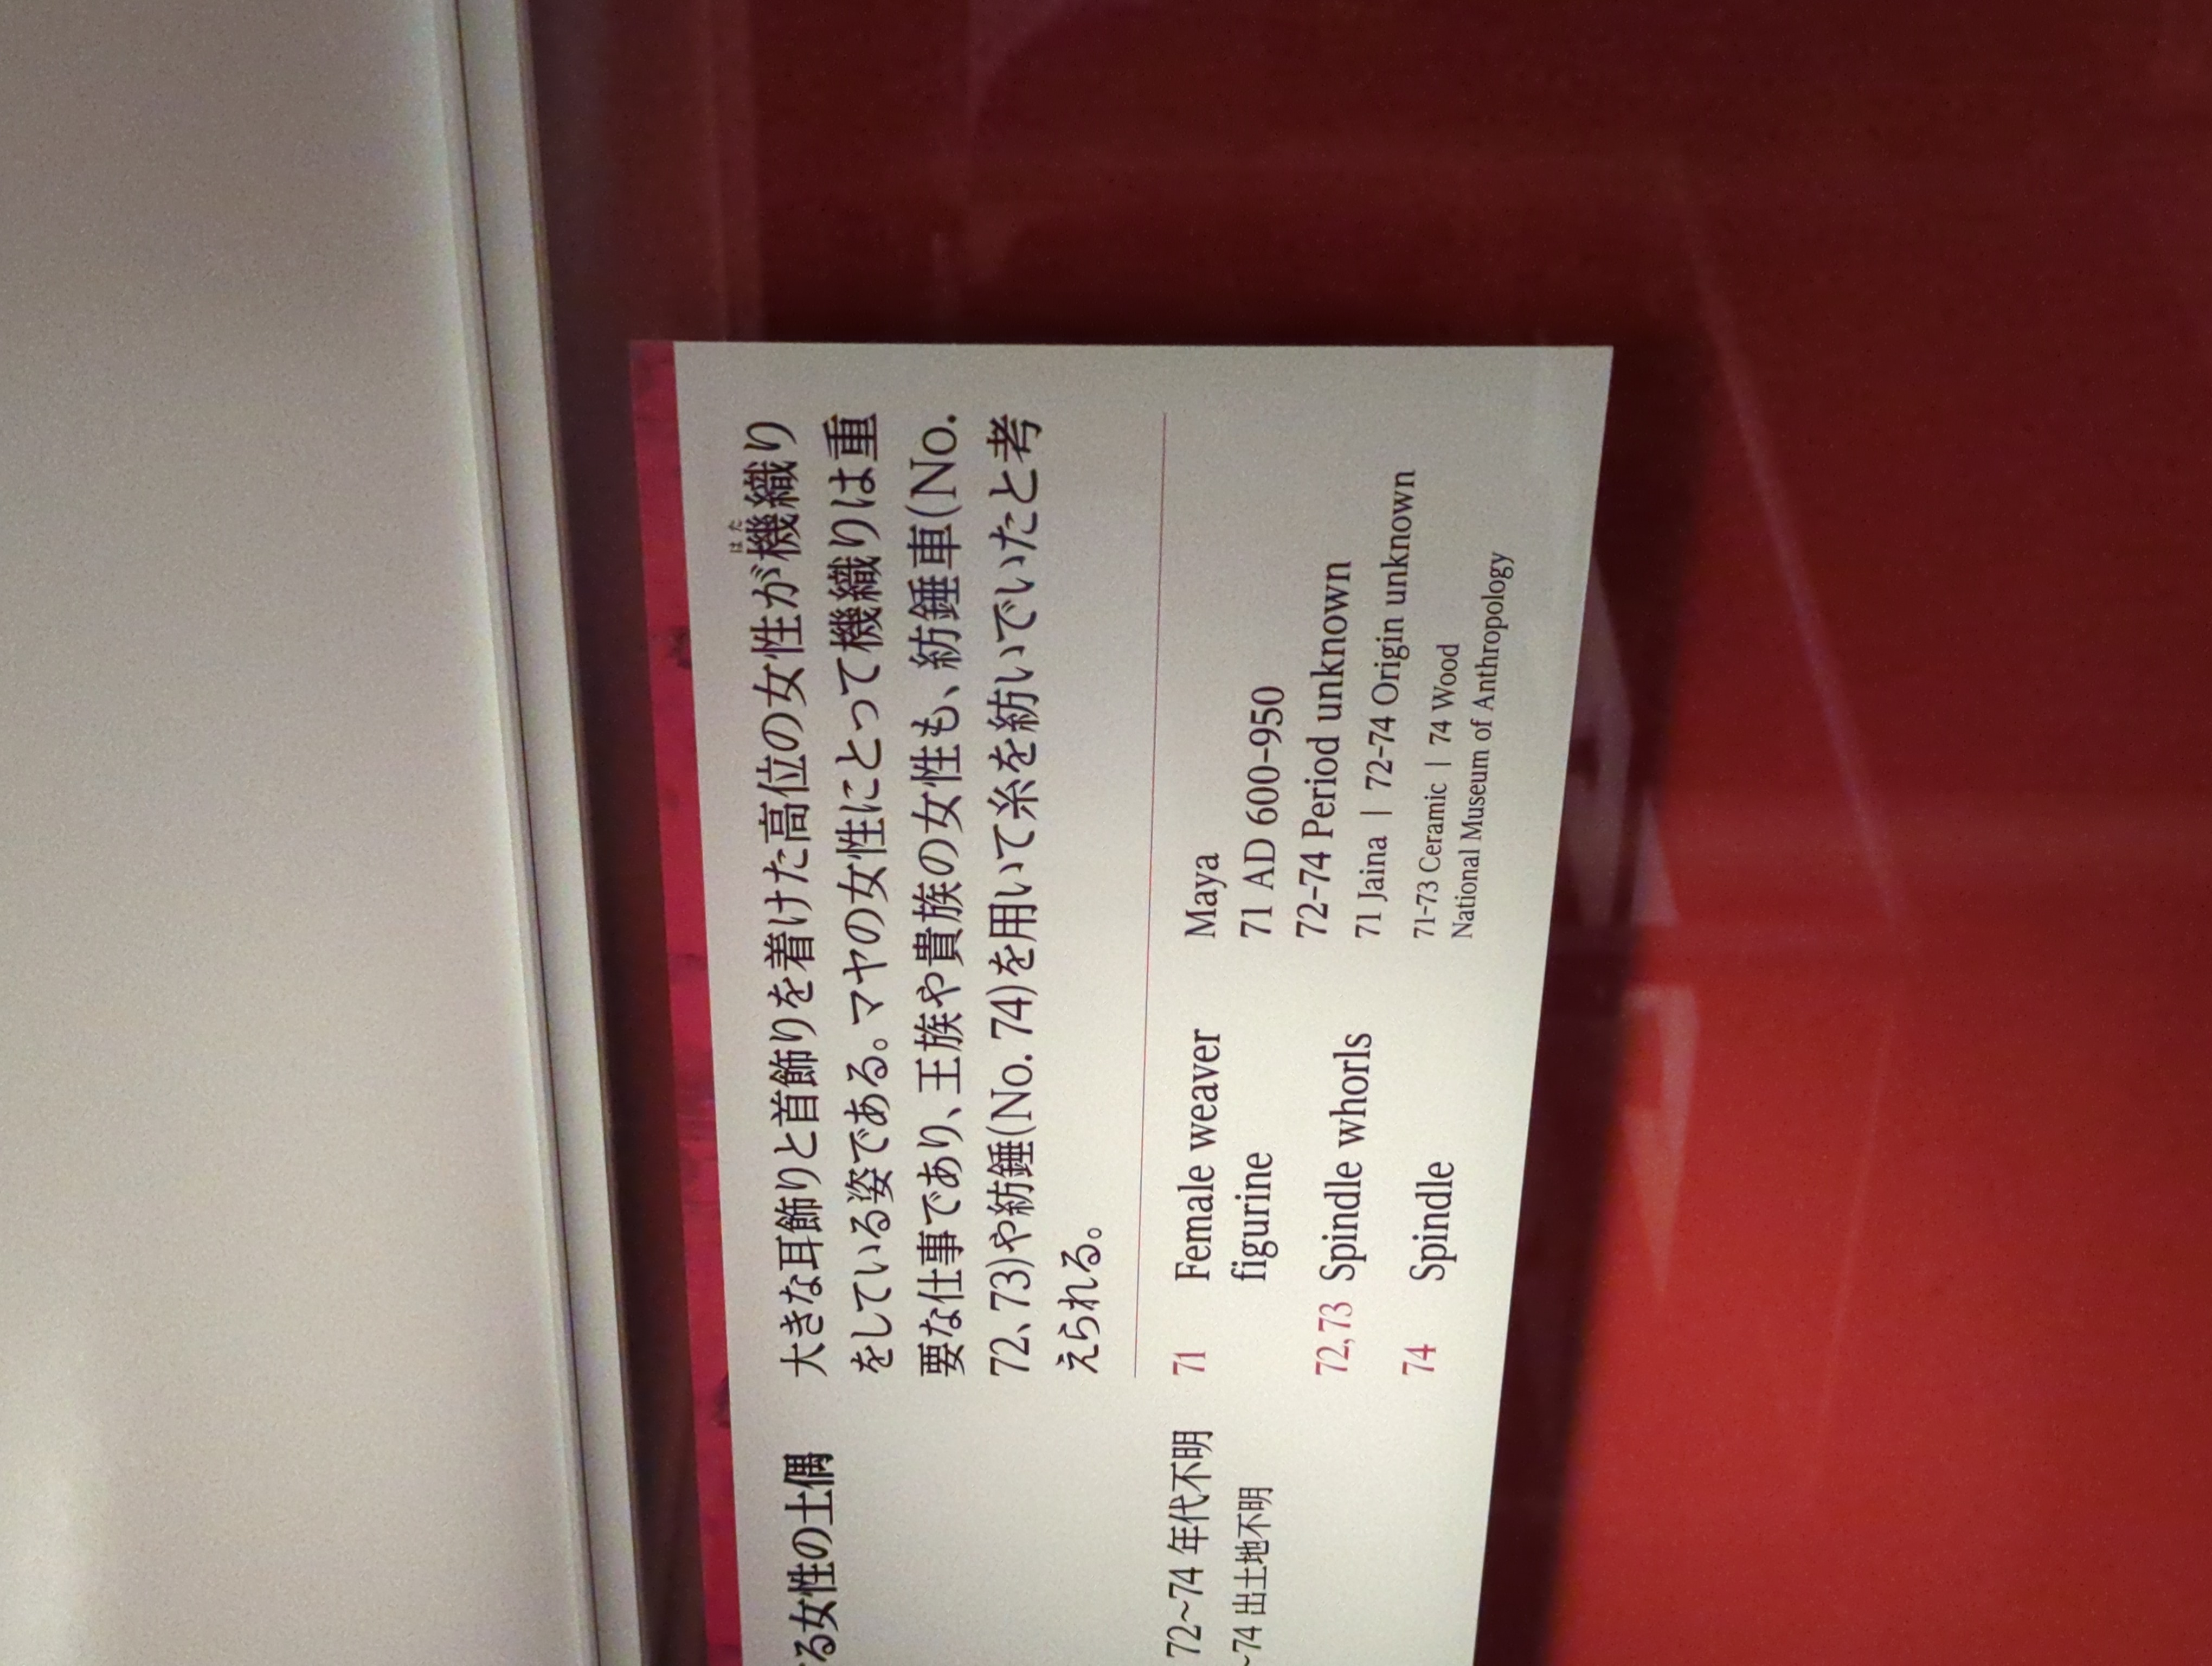 る女性の土偶
大きな耳飾りと首飾りを着けた高位の女性が機織り
はた
をしている姿である。マヤの女性にとって機織りは重
要な仕事であり、王族や貴族の女性も、紡錘車(No.
72、73)や紡錘(No. 74)を用いて糸を紡いでいたと考
えられる。
72~74 年代不明
~74 出土地不明
71 Female weaver
figurine
72,73 Spindle whorls
74 Spindle
Maya
71 AD 600-950
72-74 Period unknown
71 Jaina | 72-74 Origin unknown
71-73 Ceramic | 74 Wood
National Museum of Anthropology